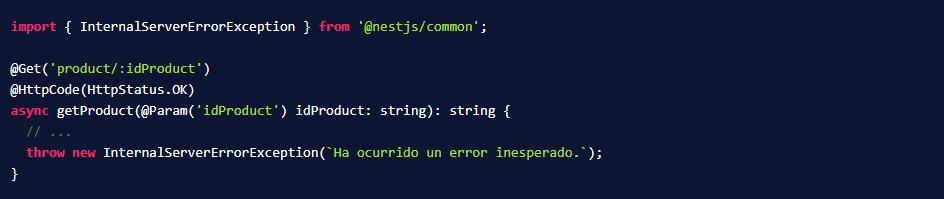 import { InternalServerErrorException } from '@nestjs/common';
@Get('product/:idProduct')
@HttpCode(HttpStatus.OK)
async getProduct(@Param('idProduct') idProduct: string): string {
// ...
throw new InternalServerErrorException(`Ha ocurrido un error inesperado.`);
}